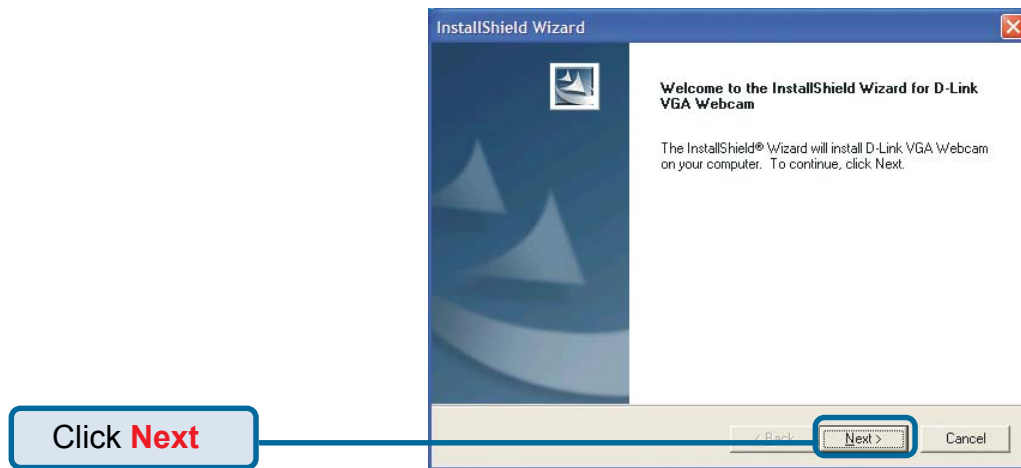 InstallShield Wizard
Welcome to the InstallShield Wizard for D-Link
VGA Webcam
The InstallShield® Wizard will install D-Link VGA Webcam
on your computer. To continue, click Next.
Click Next
< Back
Next >
Cancel